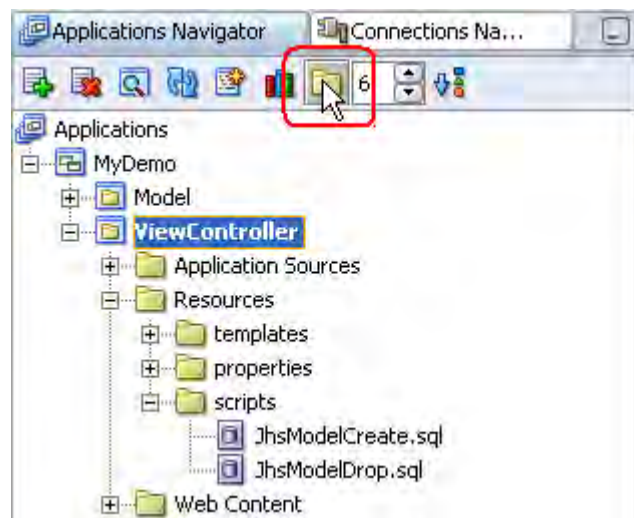 Applications Navigator Connections Na...
6
Applications
MyDemo
Model
ViewController
Application Sources
Resources
templates
properties
scripts
JhsModelCreate.sql
JhsModelDrop.sql
Web Content